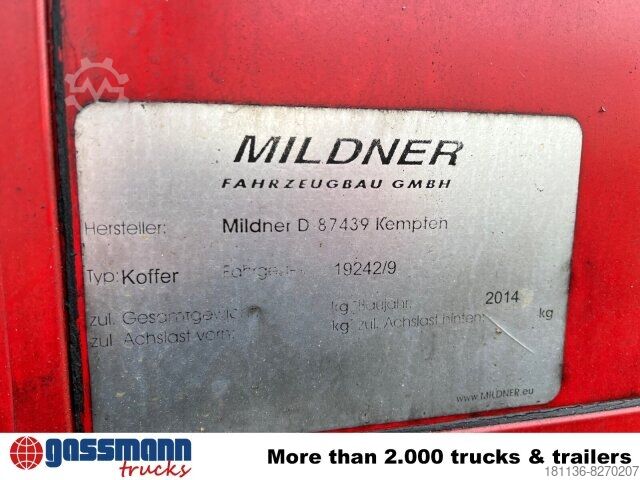 MILDNER
FAHRZEUGBAU GMBH
Hersteller: Mildner D 87439 Kempten
Typ: Koffer 19242/9
zul. Gesamtgewicht kg Baujahr: 2014 kg
zul. Achslast vorn: kg zul. Achslast hinten:
www.MILDNER.eu
gassmann
trucks
More than 2.000 trucks & trailers
181136-8270207